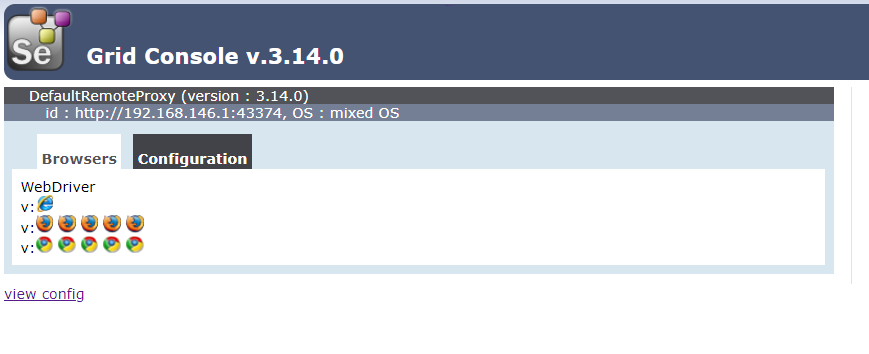 Se
Grid Console v.3.14.0
DefaultRemoteProxy (version : 3.14.0)
id : http://192.168.146.1:43374, OS : mixed OS
Browsers Configuration
WebDriver
v:
v:
v:
view config